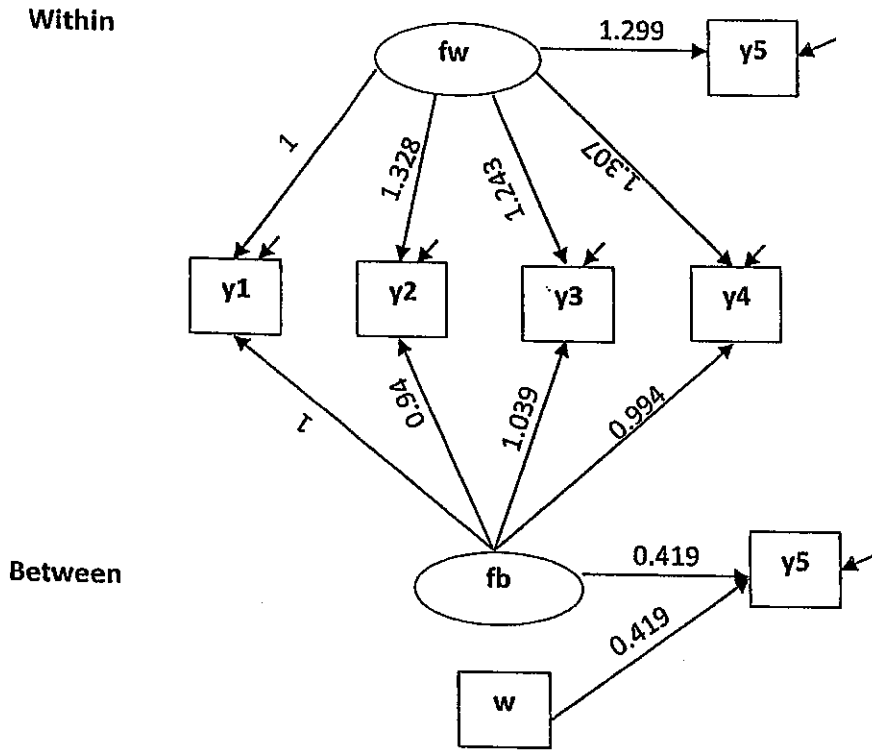 Within
fw
1.299
y5
1
1.328
1.243
1.307
y1
y2
y3
y4
1
0.94
1.039
0.994
Between
fb
0.419
y5
0.419
w